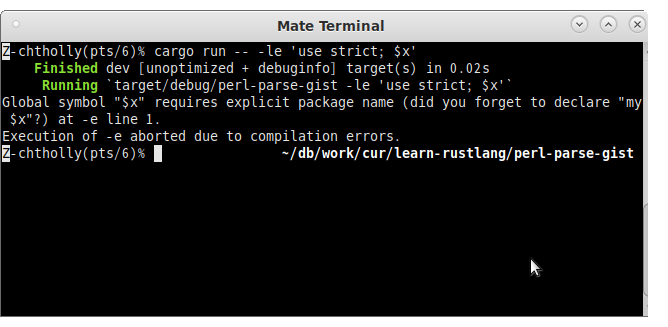 Mate Terminal
Z-chtholly(pts/6)% cargo run -- -le 'use strict; $x'
    Finished dev [unoptimized + debuginfo] target(s) in 0.02s
     Running `target/debug/perl-parse-gist -le 'use strict; $x'`
Global symbol "$x" requires explicit package name (did you forget to declare "my
 $x"?) at -e line 1.
Execution of -e aborted due to compilation errors.
Z-chtholly(pts/6)% ~/db/work/cur/learn-rustlang/perl-parse-gist